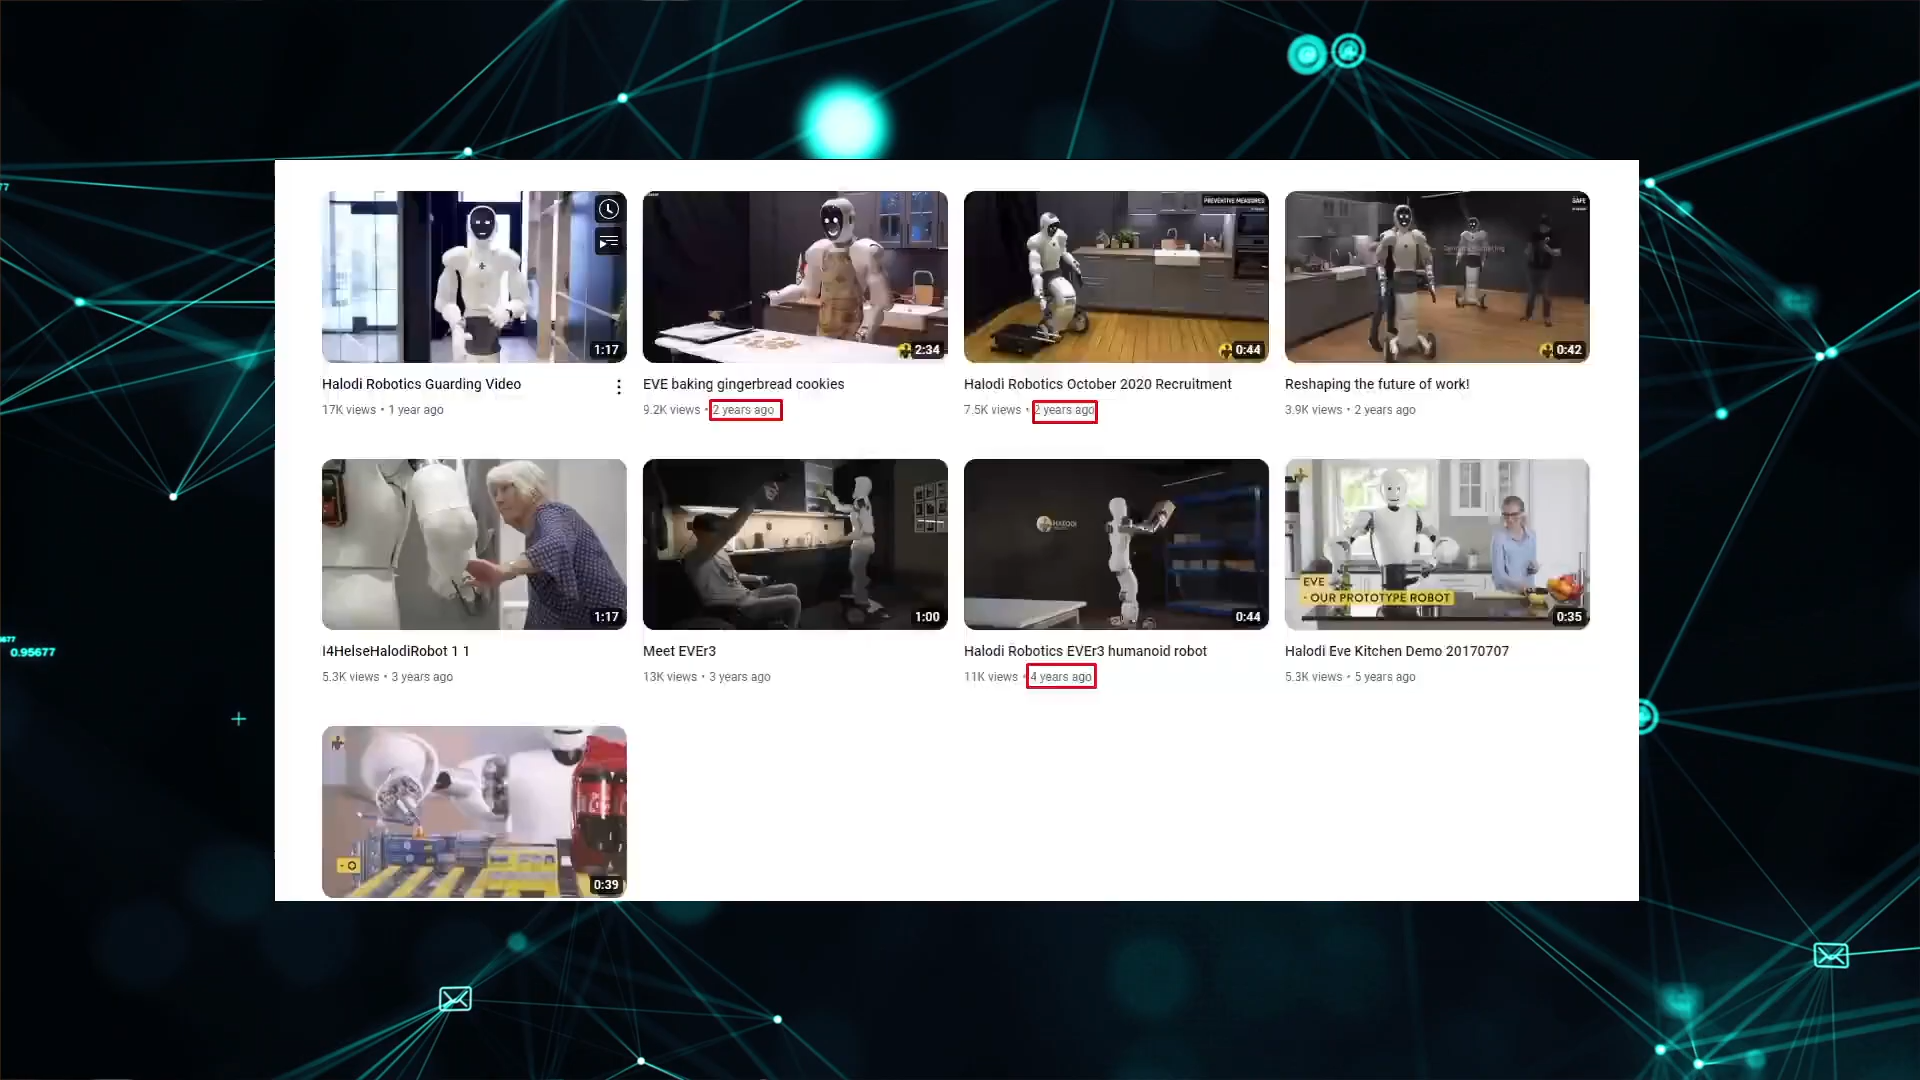 77
PREVENTIVE MEASURES
SAFE
1:17
2:34
0:44
0:42
Halodi Robotics Guarding Video
EVE baking gingerbread cookies
Halodi Robotics October 2020 Recruitment
Reshaping the future of work!
17K views • 1 year ago
9.2K views • 2 years ago
7.5K views • 2 years ago
3.9K views • 2 years ago
HALODI
EVE
- OUR PROTOTYPE ROBOT
1:17
1:00
0:44
0:35
0.95677
I4HelseHalodiRobot 1 1
Meet EVEr3
Halodi Robotics EVEr3 humanoid robot
Halodi Eve Kitchen Demo 20170707
5.3K views • 3 years ago
13K views • 3 years ago
11K views • 4 years ago
5.3K views • 5 years ago
0:39